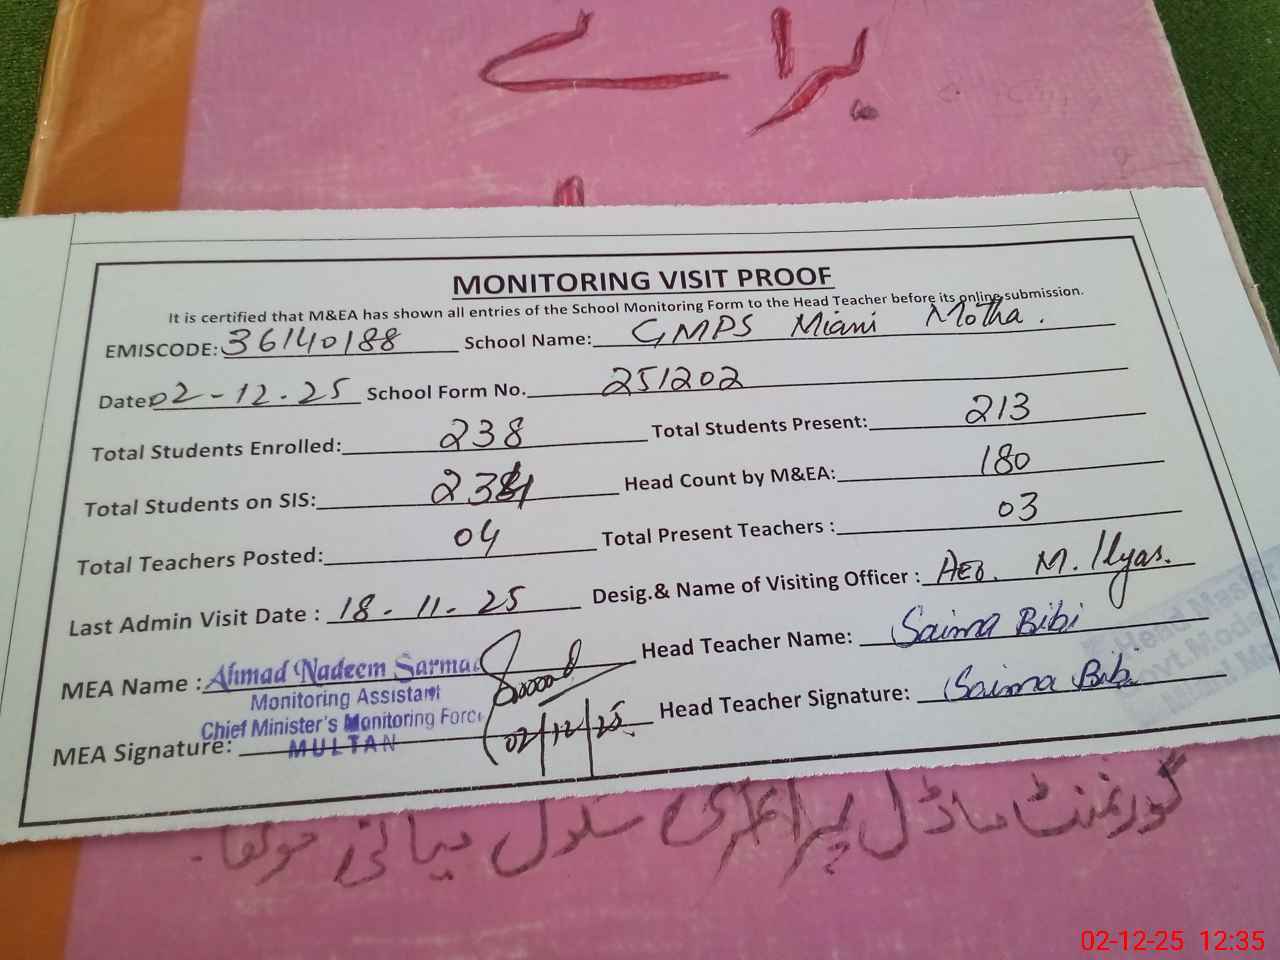 برائے
MONITORING VISIT PROOF
It is certified that M&EA has shown all entries of the School Monitoring Form to the Head Teacher before its online submission.
EMISCODE: 36140188 School Name: GMPS Miani Motha.
Date: 02-12.25 School Form No. 251202
Total Students Enrolled: 238 Total Students Present: 213
Total Students on SIS: 231 Head Count by M&EA: 180
Total Teachers Posted: 04 Total Present Teachers : 03
Last Admin Visit Date : 18-11-25 Desig.& Name of Visiting Officer : AEO. M. Ilyas.
MEA Name : Ahmad Nadeem Sarmad Head Teacher Name: Saima Bibi
Monitoring Assistant
Chief Minister's Monitoring Force
MULTAN
MEA Signature: 02/12/25 Head Teacher Signature: Saima Bibi
گورنمنٹ ماڈل پرائمری سکول میانی موتھا۔
02-12-25 12:35